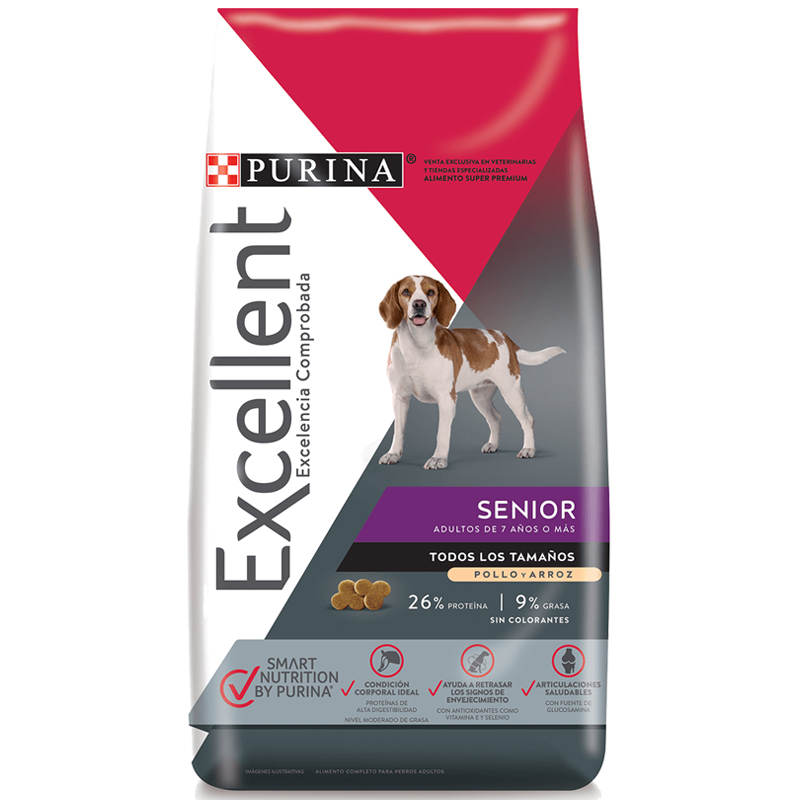 PURINA®
VENTA EXCLUSIVA EN VETERINARIAS
Y TIENDAS ESPECIALIZADAS
ALIMENTO SUPER PREMIUM
Excellent
Excelencia Comprobada
SENIOR
ADULTOS DE 7 AÑOS O MÁS
TODOS LOS TAMAÑOS
POLLO Y ARROZ
26% PROTEÍNA | 9% GRASA
SIN COLORANTES
SMART
NUTRITION
BY PURINA®
CONDICIÓN
CORPORAL IDEAL
PROTEÍNAS DE
ALTA DIGESTIBILIDAD
NIVEL MODERADO DE GRASA
AYUDA A RETRASAR
LOS SIGNOS DE
ENVEJECIMIENTO
CON ANTIOXIDANTES COMO
VITAMINA E Y SELENIO
ARTICULACIONES
SALUDABLES
CON FUENTE DE
GLUCOSAMINA
IMÁGENES ILUSTRATIVAS
ALIMENTO COMPLETO PARA PERROS ADULTOS